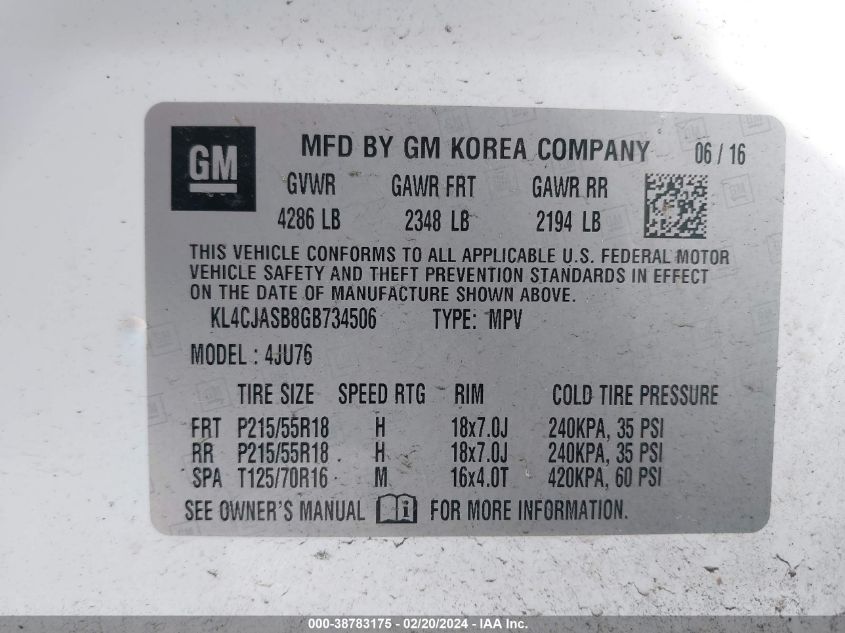 GM
MFD BY GM KOREA COMPANY 06 / 16
GVWR GAWR FRT GAWR RR
4286 LB 2348 LB 2194 LB
THIS VEHICLE CONFORMS TO ALL APPLICABLE U.S. FEDERAL MOTOR
VEHICLE SAFETY AND THEFT PREVENTION STANDARDS IN EFFECT
ON THE DATE OF MANUFACTURE SHOWN ABOVE.
KL4CJASB8GB734506 TYPE: MPV
MODEL : 4JU76
TIRE SIZE SPEED RTG RIM COLD TIRE PRESSURE
FRT P215/55R18 H 18x7.0J 240KPA, 35 PSI
RR P215/55R18 H 18x7.0J 240KPA, 35 PSI
SPA T125/70R16 M 16x4.0T 420KPA, 60 PSI
SEE OWNER'S MANUAL i FOR MORE INFORMATION.
000-38783175 - 02/20/2024 - IAAI.com